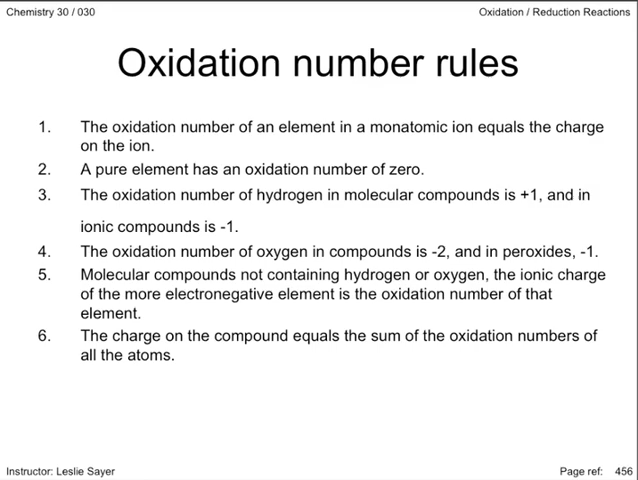 Chemistry 30 / 030
Oxidation / Reduction Reactions
Oxidation number rules
1. The oxidation number of an element in a monatomic ion equals the charge
on the ion.
2. A pure element has an oxidation number of zero.
3. The oxidation number of hydrogen in molecular compounds is +1, and in
ionic compounds is -1.
4. The oxidation number of oxygen in compounds is -2, and in peroxides, -1.
5. Molecular compounds not containing hydrogen or oxygen, the ionic charge
of the more electronegative element is the oxidation number of that
element.
6. The charge on the compound equals the sum of the oxidation numbers of
all the atoms.
Instructor: Leslie Sayer
Page ref: 456